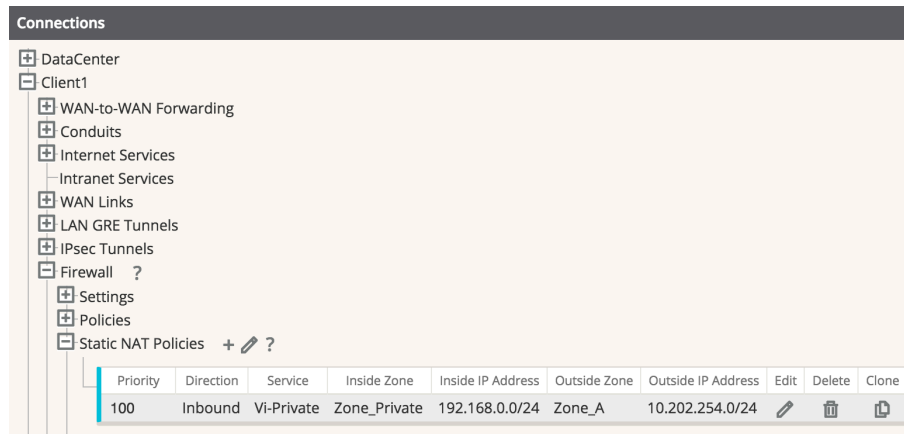 Connections
DataCenter
Client1
WAN-to-WAN Forwarding
Conduits
Internet Services
Intranet Services
WAN Links
LAN GRE Tunnels
IPsec Tunnels
Firewall ?
Settings
Policies
Static NAT Policies + ?
Priority Direction Service Inside Zone Inside IP Address Outside Zone Outside IP Address Edit Delete Clone
100 Inbound Vi-Private Zone_Private 192.168.0.0/24 Zone_A 10.202.254.0/24